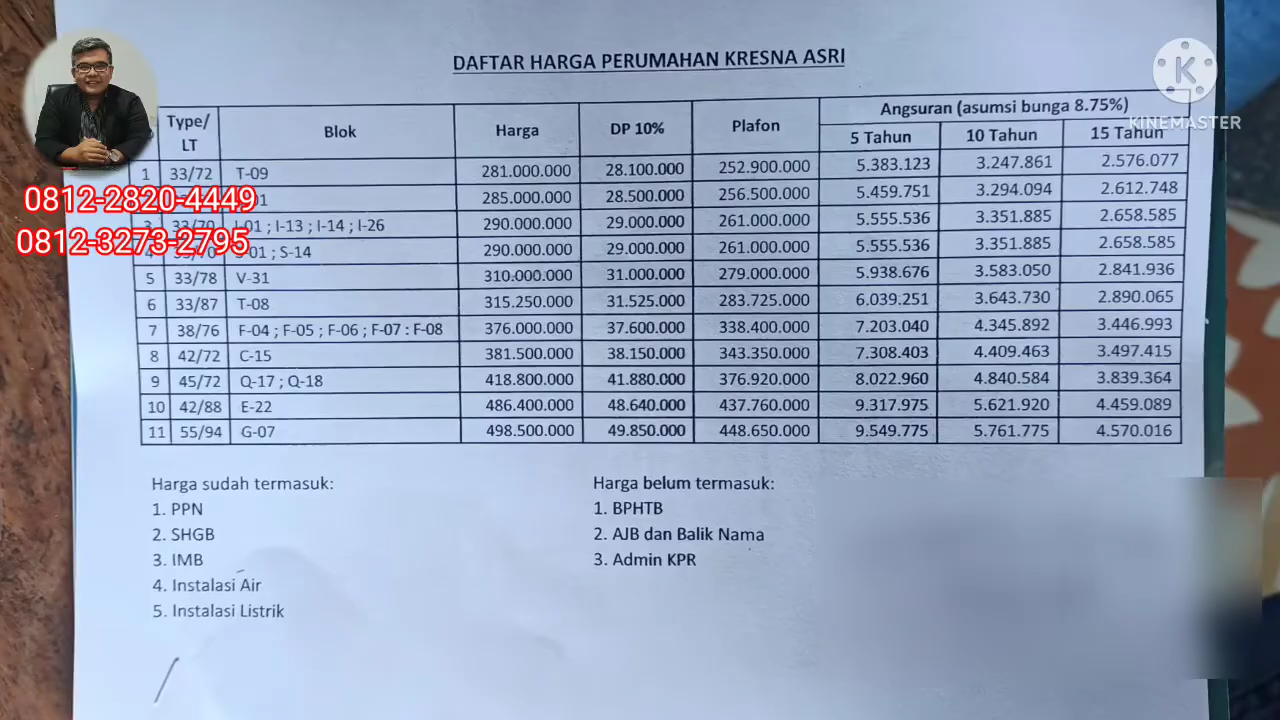 DAFTAR HARGA PERUMAHAN KRESNA ASRI
KINEMASTER
Type/ LT Blok Harga DP 10% Plafon Angsuran (asumsi bunga 8.75%)
5 Tahun 10 Tahun 15 Tahun
1 33/72 T-09 281.000.000 28.100.000 252.900.000 5.383.123 3.247.861 2.576.077
285.000.000 28.500.000 256.500.000 5.459.751 3.294.094 2.612.748
0812-2820-4449
3 33/70 I-01 ; I-13 ; I-14 ; I-26 290.000.000 29.000.000 261.000.000 5.555.536 3.351.885 2.658.585
0812-3273-2795
4 S-14 290.000.000 29.000.000 261.000.000 5.555.536 3.351.885 2.658.585
5 33/78 V-31 310.000.000 31.000.000 279.000.000 5.938.676 3.583.050 2.841.936
6 33/87 T-08 315.250.000 31.525.000 283.725.000 6.039.251 3.643.730 2.890.065
7 38/76 F-04 ; F-05 ; F-06 ; F-07 : F-08 376.000.000 37.600.000 338.400.000 7.203.040 4.345.892 3.446.993
8 42/72 C-15 381.500.000 38.150.000 343.350.000 7.308.403 4.409.463 3.497.415
9 45/72 Q-17 ; Q-18 418.800.000 41.880.000 376.920.000 8.022.960 4.840.584 3.839.364
10 42/88 E-22 486.400.000 48.640.000 437.760.000 9.317.975 5.621.920 4.459.089
11 55/94 G-07 498.500.000 49.850.000 448.650.000 9.549.775 5.761.775 4.570.016
Harga sudah termasuk:
1. PPN
2. SHGB
3. IMB
4. Instalasi Air
5. Instalasi Listrik
Harga belum termasuk:
1. BPHTB
2. AJB dan Balik Nama
3. Admin KPR